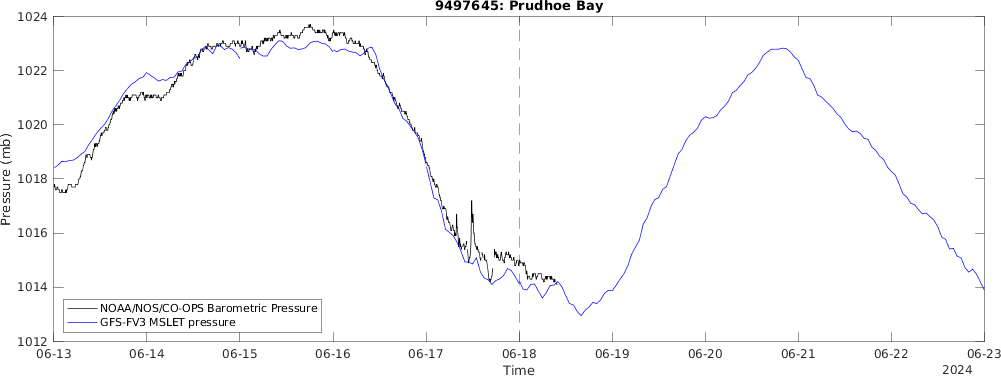 9497645: Prudhoe Bay
1024
1022
1020
1018
1016
1014
1012
Pressure (mb)
NOAA/NOS/CO-OPS Barometric Pressure
GFS-FV3 MSLET pressure
06-13 06-14 06-15 06-16 06-17 06-18 06-19 06-20 06-21 06-22 06-23
Time
2024